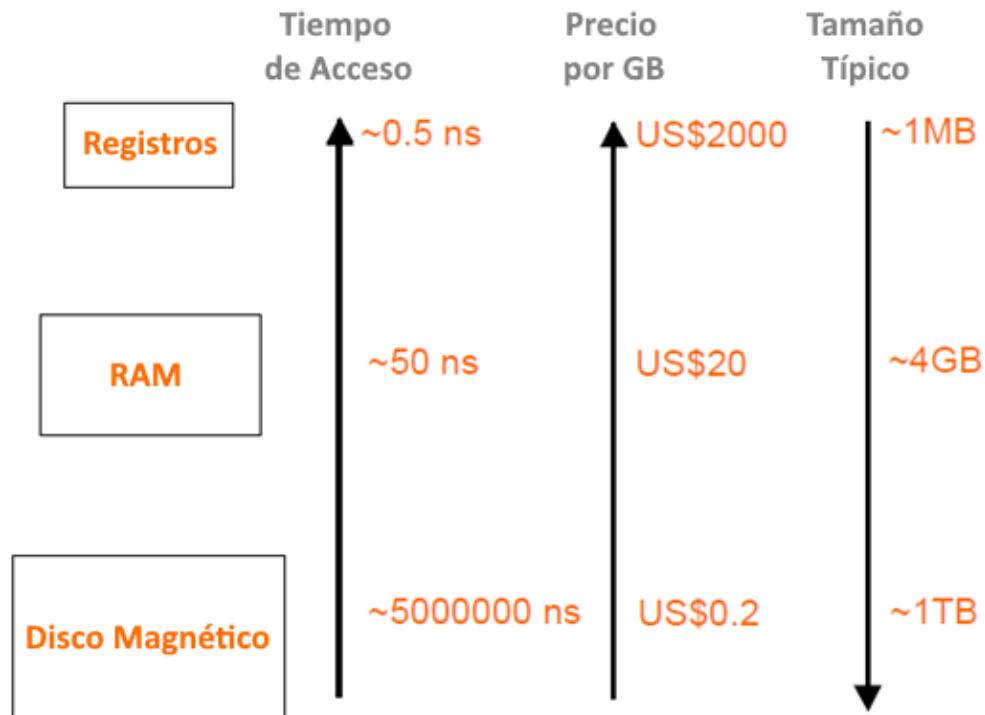 Tiempo
de Acceso
Precio
por GB
Tamaño
Típico
Registros
~0.5 ns
US$2000
~1MB
RAM
~50 ns
US$20
~4GB
Disco Magnético
~5000000 ns
US$0.2
~1TB